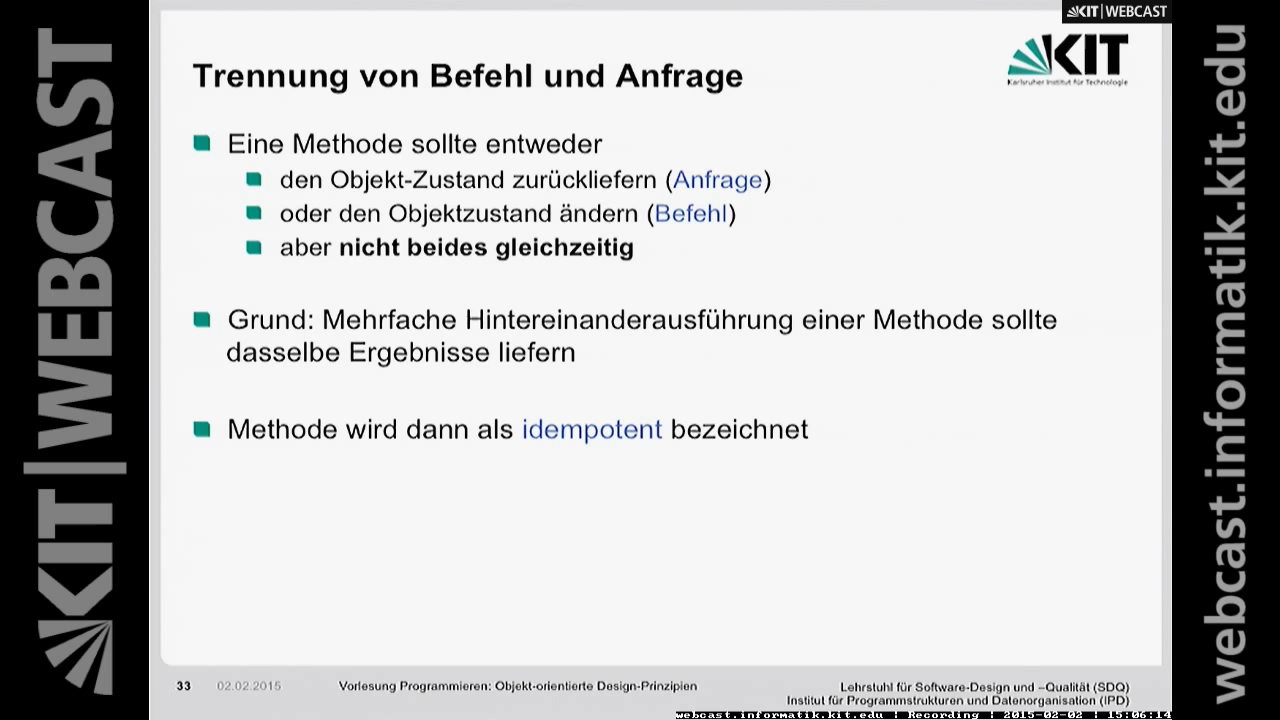 KIT|WEBCAST
KIT|WEBCAST
KIT
Karlsruher Institut für Technologie
Trennung von Befehl und Anfrage
Eine Methode sollte entweder
den Objekt-Zustand zurückliefern (Anfrage)
oder den Objektzustand ändern (Befehl)
aber nicht beides gleichzeitig
Grund: Mehrfache Hintereinanderausführung einer Methode sollte
dasselbe Ergebnisse liefern
Methode wird dann als idempotent bezeichnet
33 02.02.2015 Vorlesung Programmieren: Objekt-orientierte Design-Prinzipien
Lehrstuhl für Software-Design und –Qualität (SDQ)
Institut für Programmstrukturen und Datenorganisation (IPD)
webcast.informatik.kit.edu | Recording | 2015-02-02 | 15:06:14
webcast.informatik.kit.edu